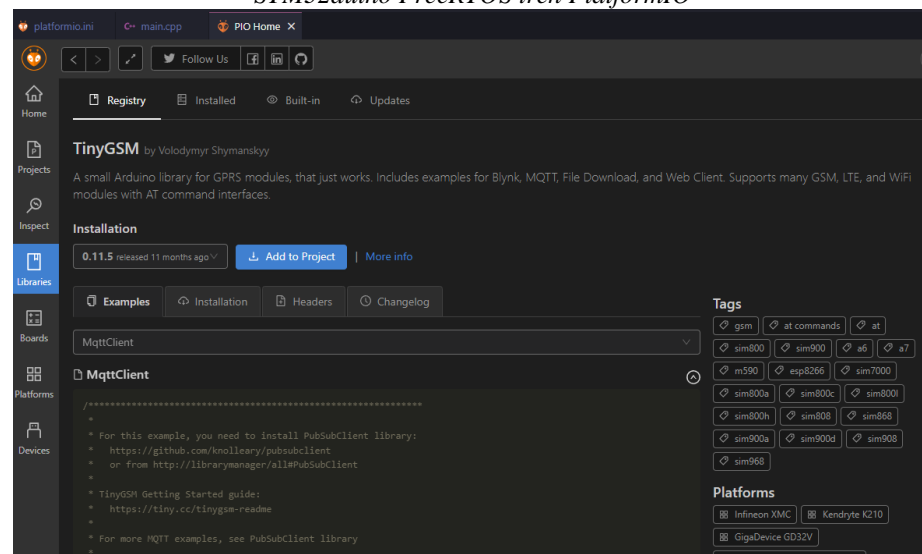 STM32duino FreeRTOS trên PlatformIO
platformio.ini main.cpp PIO Home
Follow Us
Home
Registry Installed Built-in Updates
TinyGSM by Volodymyr Shymanskyy
Projects
A small Arduino library for GPRS modules, that just works. Includes examples for Blynk, MQTT, File Download, and Web Client. Supports many GSM, LTE, and WiFi
modules with AT command interfaces.
Inspect
Installation
0.11.5 released 11 months ago Add to Project | More info
Libraries
Examples Installation Headers Changelog
Boards
MqttClient
MqttClient
Platforms
/**************************************************************
*
* For this example, you need to install PubSubClient library:
* https://github.com/knolleary/pubsubclient
Devices
* or from http://librarymanager/all#PubSubClient
*
* TinyGSM Getting Started guide:
* https://tiny.cc/tinygsm-readme
*
* For more MQTT examples, see PubSubClient library
*
Tags
gsm at commands at
sim800 sim900 a6 a7
m590 esp8266 sim7000
sim800a sim800c sim800l
sim800h sim808 sim868
sim900a sim900d sim908
sim968
Platforms
Infineon XMC Kendryte K210
GigaDevice GD32V